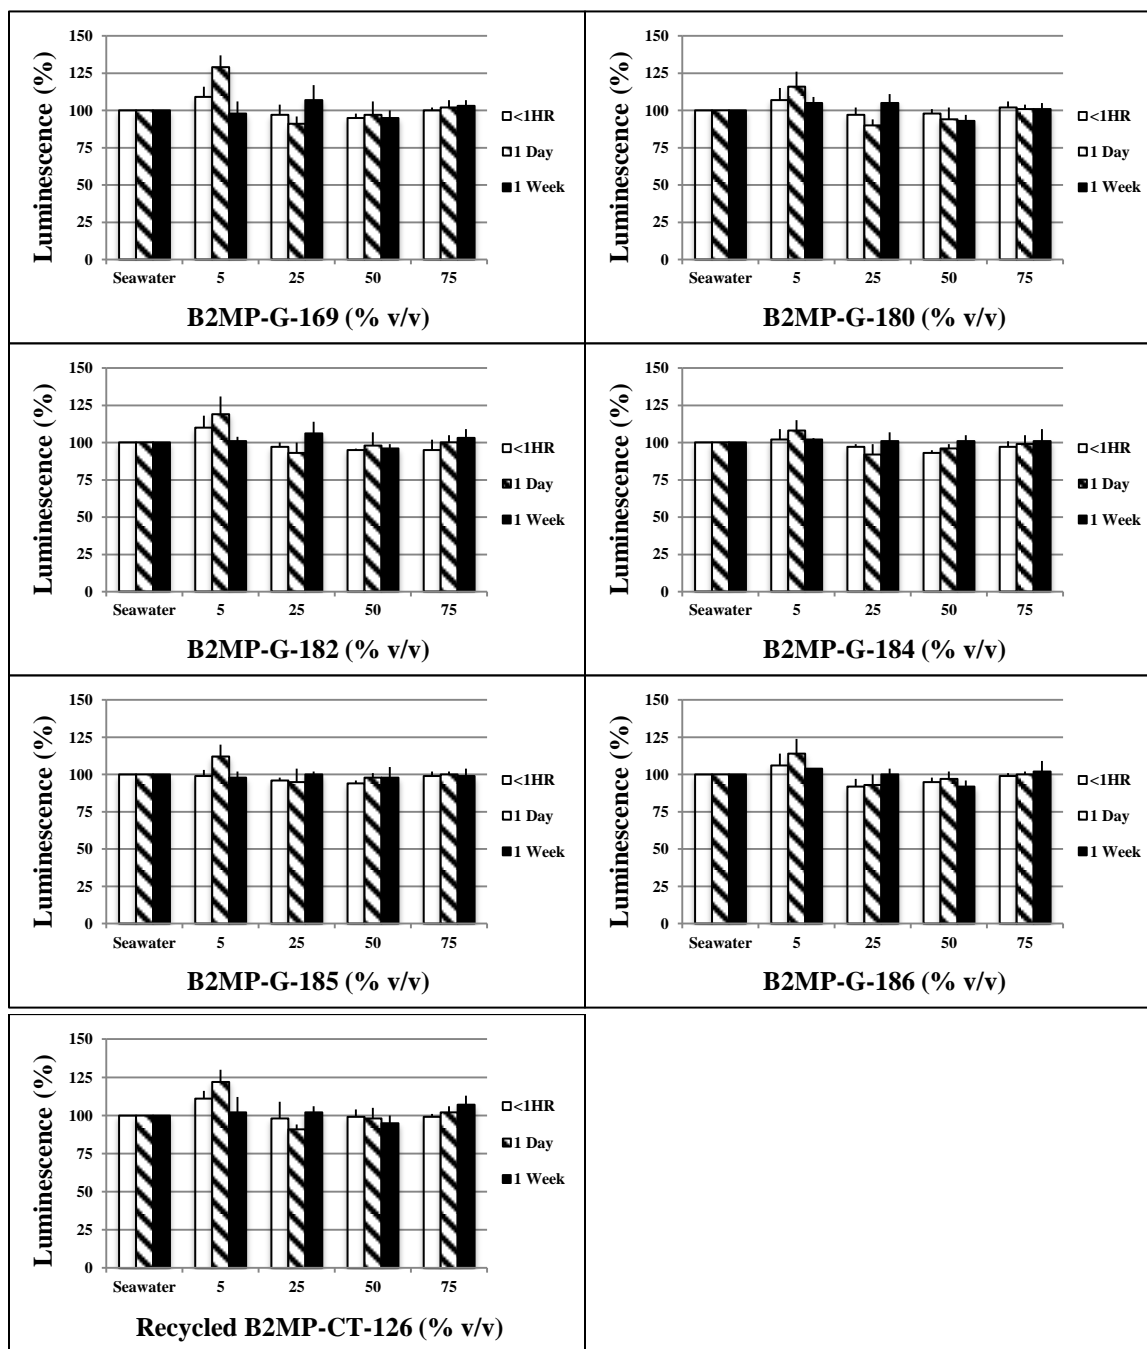 Luminescence (%)
150
125
100
75
50
25
0
Seawater 5 25 50 75
<1HR
1 Day
1 Week
B2MP-G-169 (% v/v)
Luminescence (%)
150
125
100
75
50
25
0
Seawater 5 25 50 75
<1HR
1 Day
1 Week
B2MP-G-180 (% v/v)
Luminescence (%)
150
125
100
75
50
25
0
Seawater 5 25 50 75
<1HR
1 Day
1 Week
B2MP-G-182 (% v/v)
Luminescence (%)
150
125
100
75
50
25
0
Seawater 5 25 50 75
<1HR
1 Day
1 Week
B2MP-G-184 (% v/v)
Luminescence (%)
150
125
100
75
50
25
0
Seawater 5 25 50 75
<1HR
1 Day
1 Week
B2MP-G-185 (% v/v)
Luminescence (%)
150
125
100
75
50
25
0
Seawater 5 25 50 75
<1HR
1 Day
1 Week
B2MP-G-186 (% v/v)
Luminescence (%)
150
125
100
75
50
25
0
Seawater 5 25 50 75
<1HR
1 Day
1 Week
Recycled B2MP-CT-126 (% v/v)